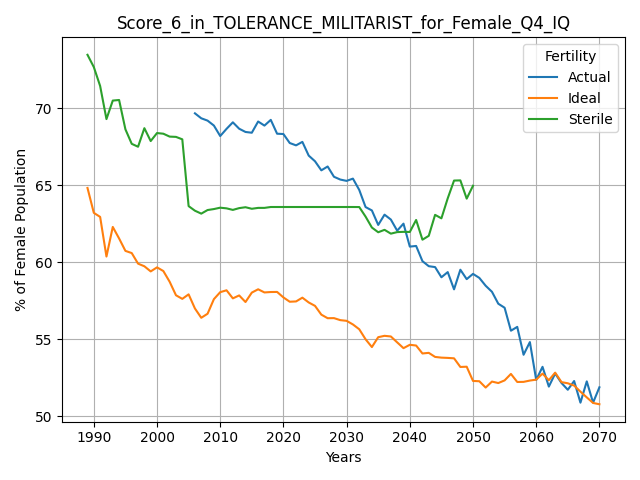 Score_6_in_TOLERANCE_MILITARIST_for_Female_Q4_IQ
Fertility
Actual
Ideal
Sterile
% of Female Population
70
65
60
55
50
1990 2000 2010 2020 2030 2040 2050 2060 2070
Years